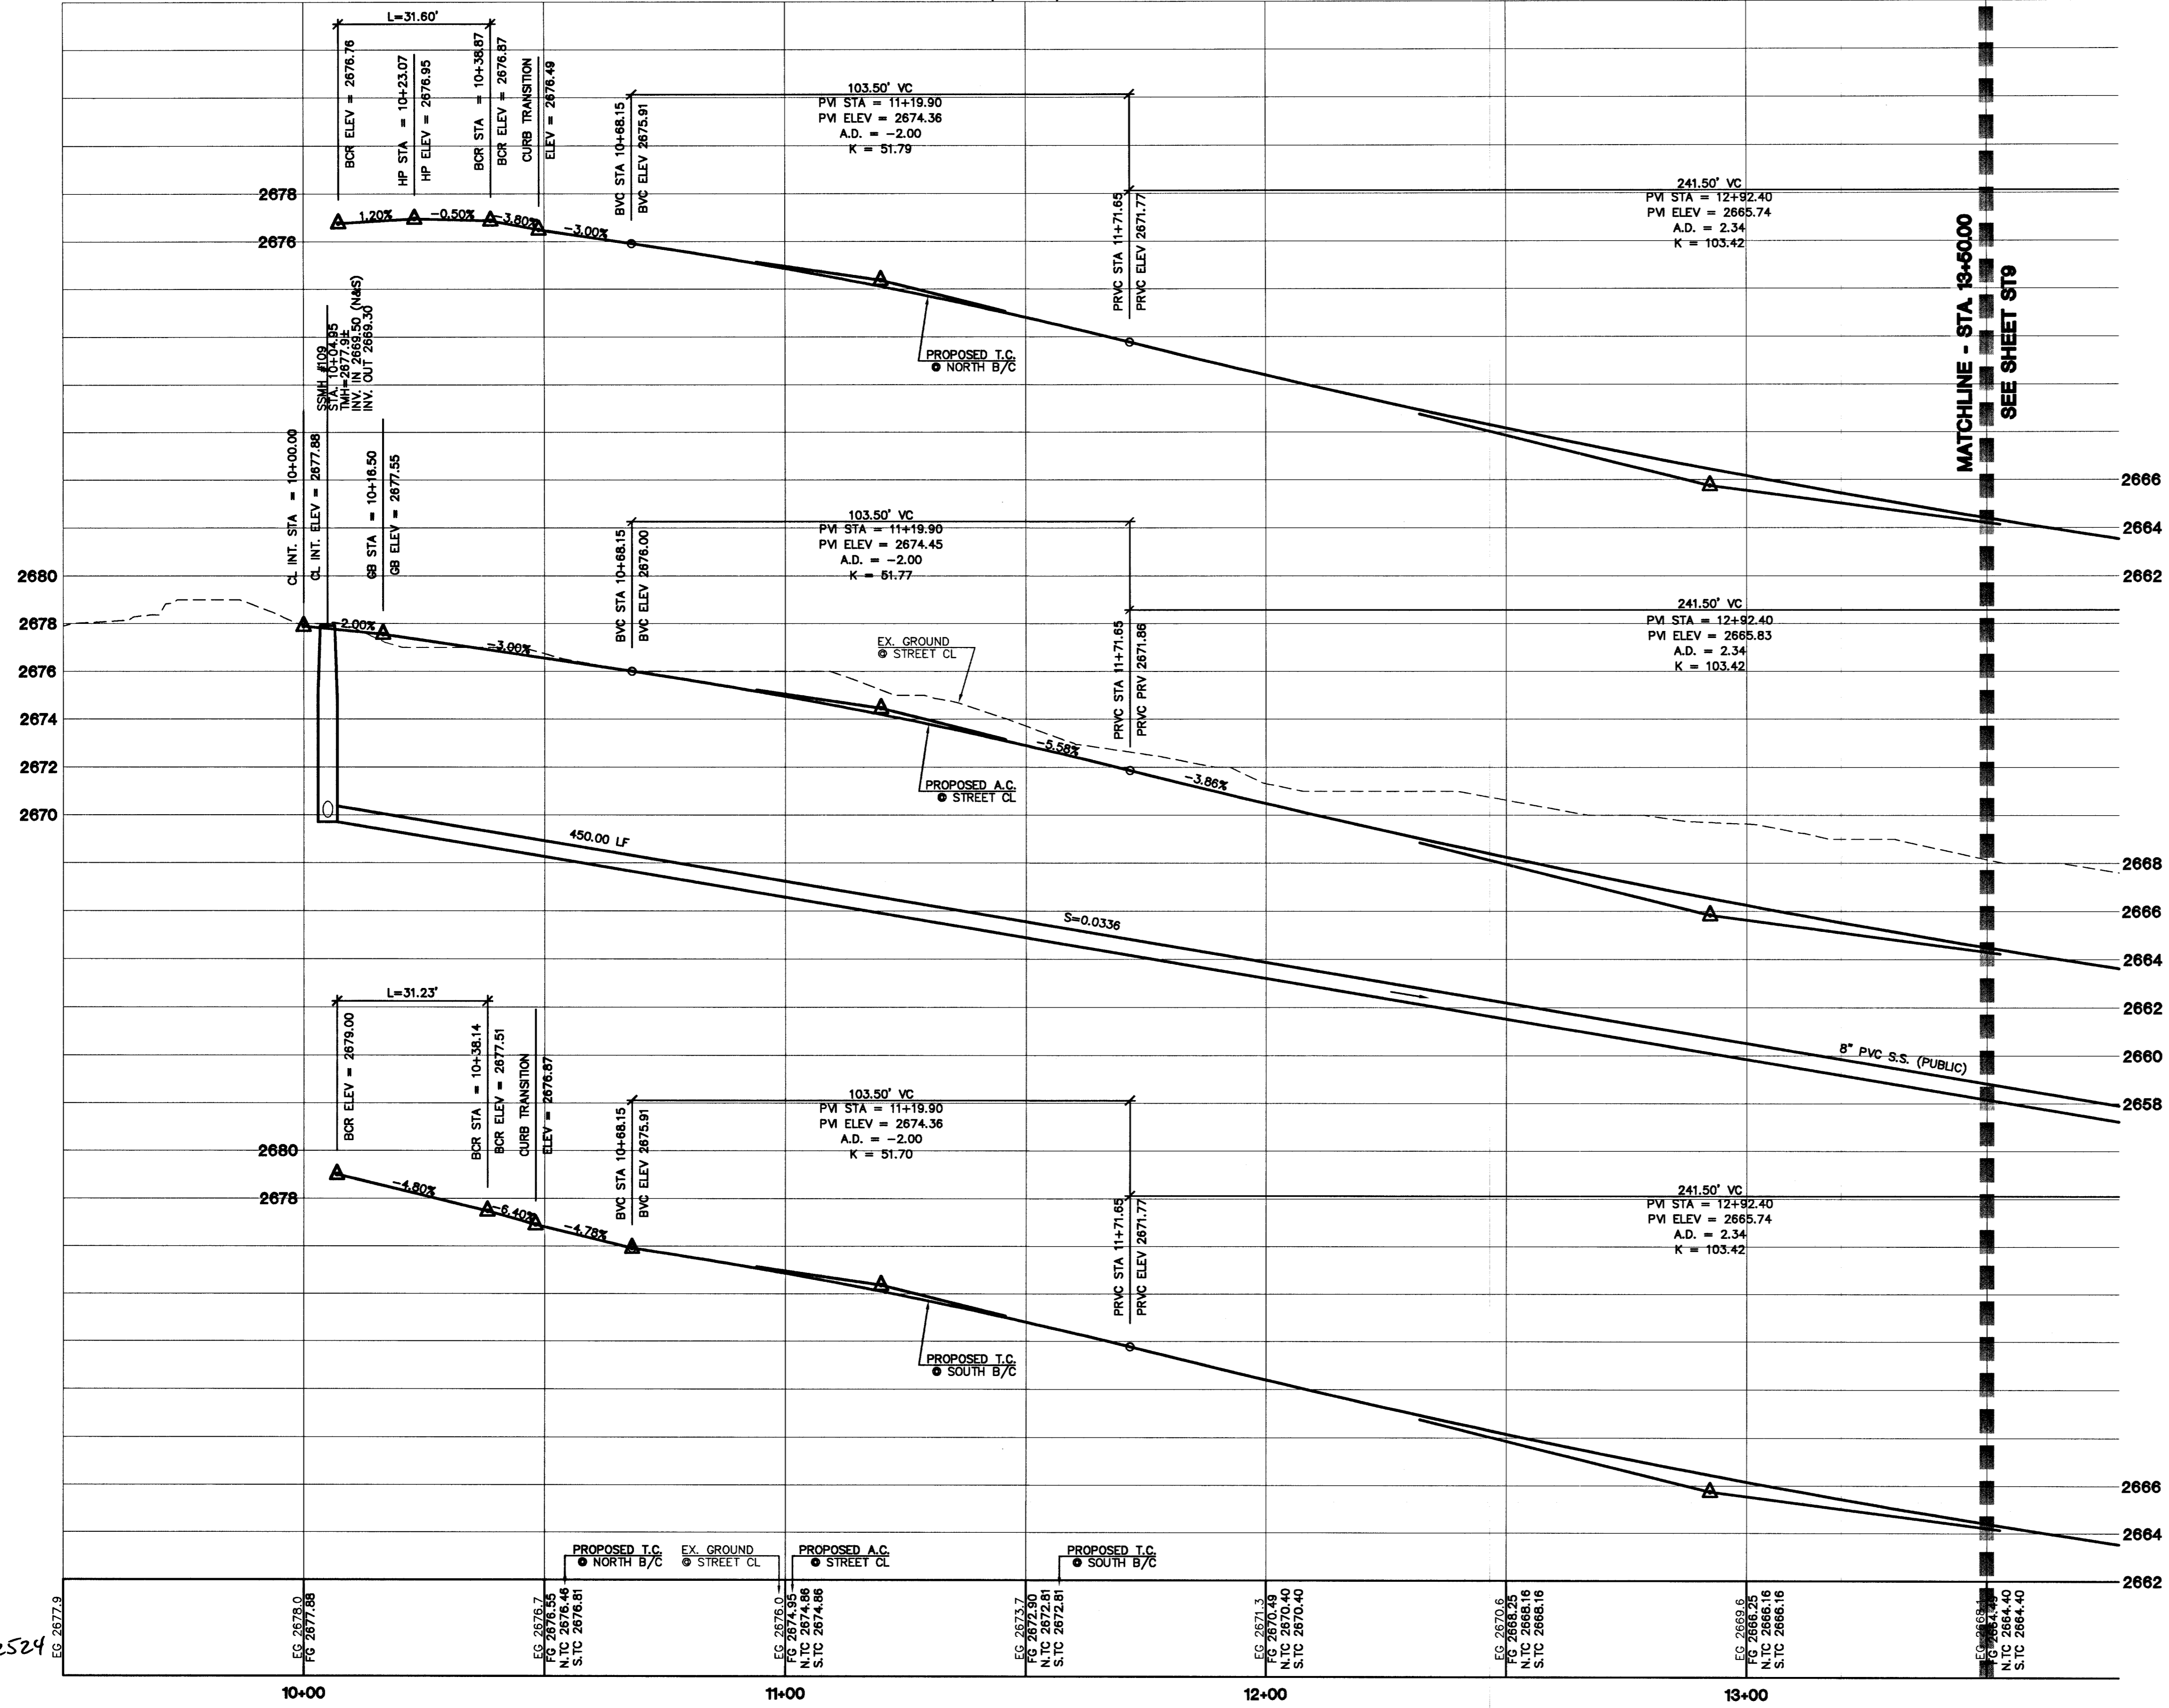 L=31.60'
BCR ELEV = 2676.76
HP STA = 10+23.07
HP ELEV = 2676.95
BCR STA = 10+38.87
BCR ELEV = 2676.87
CURB TRANSITION
ELEV = 2676.49
BVC STA 10+68.15
BVC ELEV 2675.91
103.50' VC
PVI STA = 11+19.90
PVI ELEV = 2674.36
A.D. = -2.00
K = 51.79
PRVC STA 11+71.65
PRVC ELEV 2671.77
241.50' VC
PVI STA = 12+92.40
PVI ELEV = 2665.74
A.D. = 2.34
K = 103.42
MATCHLINE - STA. 13+50.00
SEE SHEET ST9
2678
2676
1.20%
-0.50%
-3.80%
-3.00%
PROPOSED T.C.
@ NORTH B/C
2666
2664
2662
SSMH #109
STA. 10+04.95
TMH=2677.9±
INV. IN 2669.50 (N&S)
INV. OUT 2669.30
CL INT. STA = 10+00.00
CL INT. ELEV = 2677.88
GB STA = 10+16.50
GB ELEV = 2677.55
BVC STA 10+68.15
BVC ELEV 2676.00
103.50' VC
PVI STA = 11+19.90
PVI ELEV = 2674.45
A.D. = -2.00
K = 51.77
PRVC STA 11+71.65
PRVC PRV 2671.86
241.50' VC
PVI STA = 12+92.40
PVI ELEV = 2665.83
A.D. = 2.34
K = 103.42
2680
2678
2676
2674
2672
2670
-2.00%
-3.00%
EX. GROUND
@ STREET CL
-5.58%
-3.86%
PROPOSED A.C.
@ STREET CL
450.00 LF
S=0.0336
8" PVC S.S. (PUBLIC)
2668
2666
2664
2662
2660
2658
L=31.23'
BCR ELEV = 2679.00
BCR STA = 10+38.14
BCR ELEV = 2677.51
CURB TRANSITION
ELEV = 2676.87
BVC STA 10+68.15
BVC ELEV 2675.91
103.50' VC
PVI STA = 11+19.90
PVI ELEV = 2674.36
A.D. = -2.00
K = 51.70
PRVC STA 11+71.65
PRVC ELEV 2671.77
241.50' VC
PVI STA = 12+92.40
PVI ELEV = 2665.74
A.D. = 2.34
K = 103.42
2680
2678
-4.80%
-6.40%
-4.78%
PROPOSED T.C.
@ SOUTH B/C
2666
2664
2662
PROPOSED T.C.
@ NORTH B/C
EX. GROUND
@ STREET CL
PROPOSED A.C.
@ STREET CL
PROPOSED T.C.
@ SOUTH B/C
2524
EG 2677.9
EG 2678.0
FG 2677.88
EG 2676.7
FG 2676.55
N.TC 2676.46
S.TC 2676.81
EG 2676.0
FG 2674.95
N.TC 2674.86
S.TC 2674.86
EG 2673.7
FG 2672.90
N.TC 2672.81
S.TC 2672.81
EG 2671.3
FG 2670.49
N.TC 2670.40
S.TC 2670.40
EG 2670.6
FG 2668.25
N.TC 2668.16
S.TC 2668.16
EG 2669.6
FG 2666.25
N.TC 2666.16
S.TC 2666.16
EG 2668.1
FG 2664.49
N.TC 2664.40
S.TC 2664.40
10+00
11+00
12+00
13+00